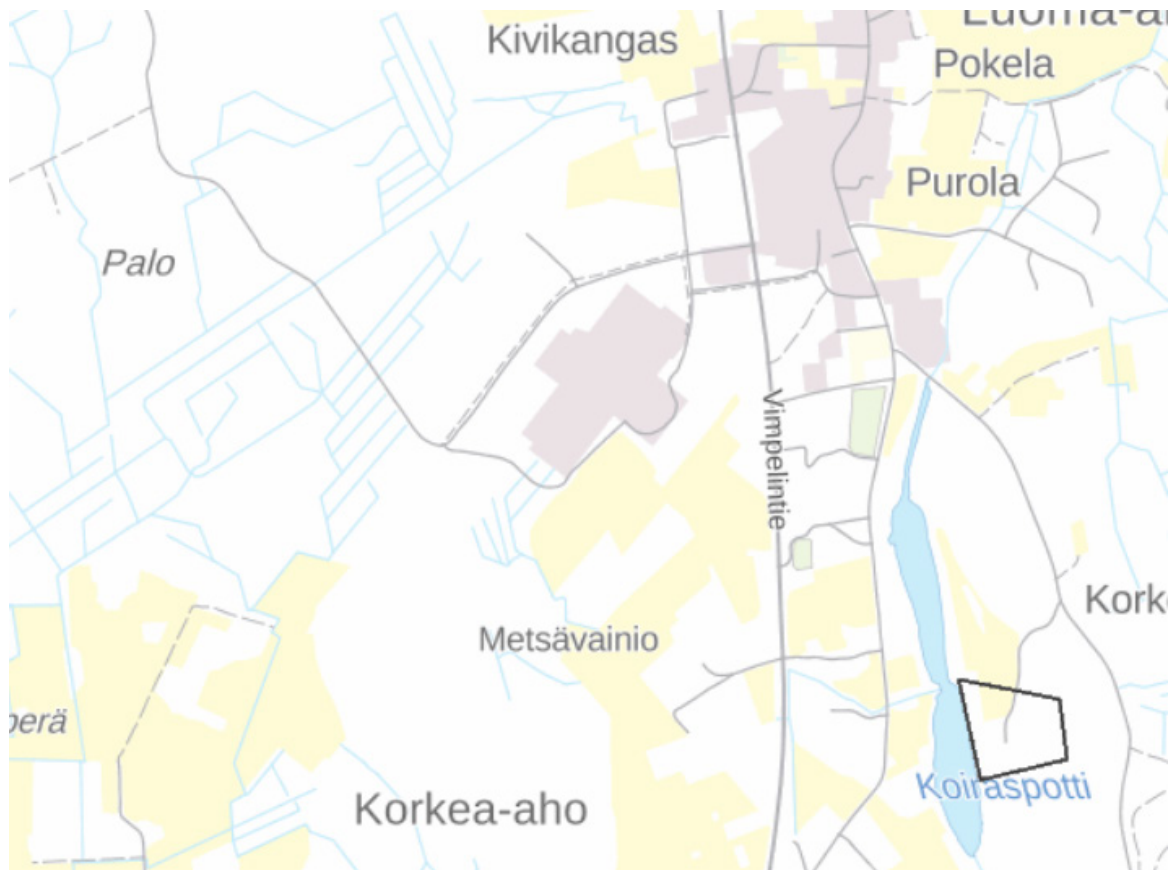 Kivikangas
Pokela
Purola
Palo
Vimpelintie
Metsävainio
Koiraspotti
Korkea-aho